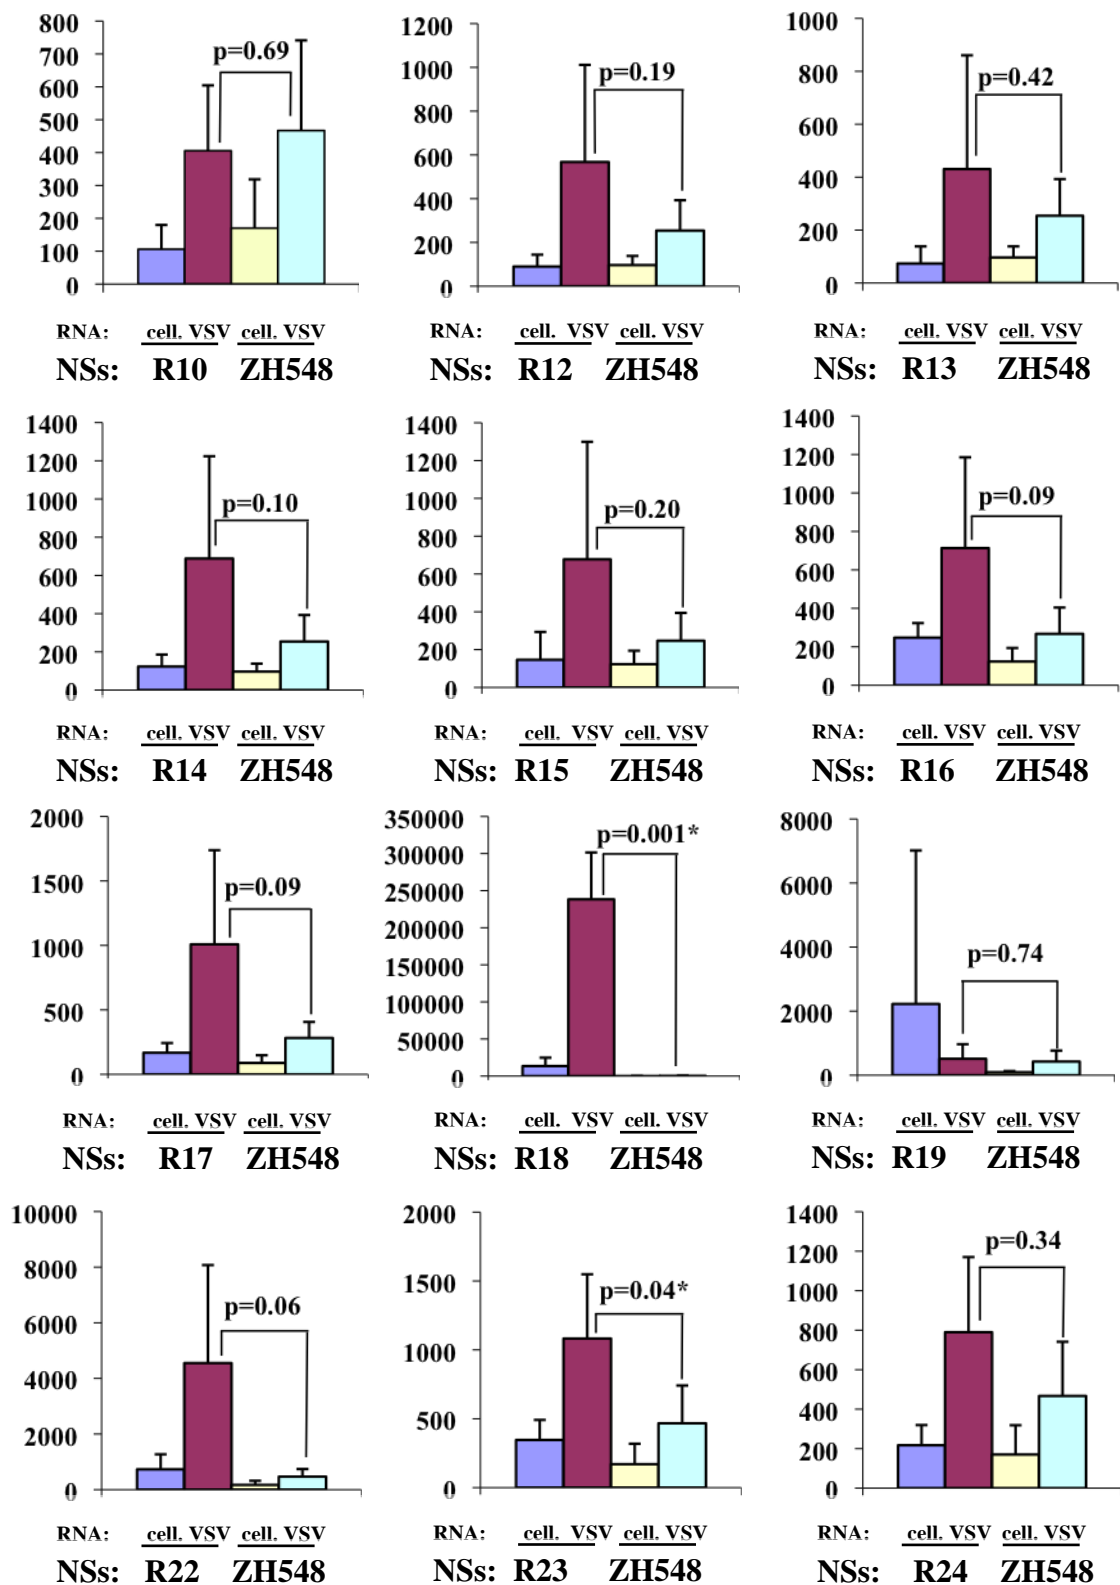 800
700
600
500
400
300
200
100
0
p=0.69
RNA: cell. VSV cell. VSV
NSs: R10 ZH548
1200
1000
800
600
400
200
0
p=0.19
RNA: cell. VSV cell. VSV
NSs: R12 ZH548
1000
800
600
400
200
0
p=0.42
RNA: cell. VSV cell. VSV
NSs: R13 ZH548
1400
1200
1000
800
600
400
200
0
p=0.10
RNA: cell. VSV cell. VSV
NSs: R14 ZH548
1400
1200
1000
800
600
400
200
0
p=0.20
RNA: cell. VSV cell. VSV
NSs: R15 ZH548
1400
1200
1000
800
600
400
200
0
p=0.09
RNA: cell. VSV cell. VSV
NSs: R16 ZH548
2000
1500
1000
500
0
p=0.09
RNA: cell. VSV cell. VSV
NSs: R17 ZH548
350000
300000
250000
200000
150000
100000
50000
0
p=0.001*
RNA: cell. VSV cell. VSV
NSs: R18 ZH548
8000
6000
4000
2000
0
p=0.74
RNA: cell. VSV cell. VSV
NSs: R19 ZH548
10000
8000
6000
4000
2000
0
p=0.06
RNA: cell. VSV cell. VSV
NSs: R22 ZH548
2000
1500
1000
500
0
p=0.04*
RNA: cell. VSV cell. VSV
NSs: R23 ZH548
1400
1200
1000
800
600
400
200
0
p=0.34
RNA: cell. VSV cell. VSV
NSs: R24 ZH548